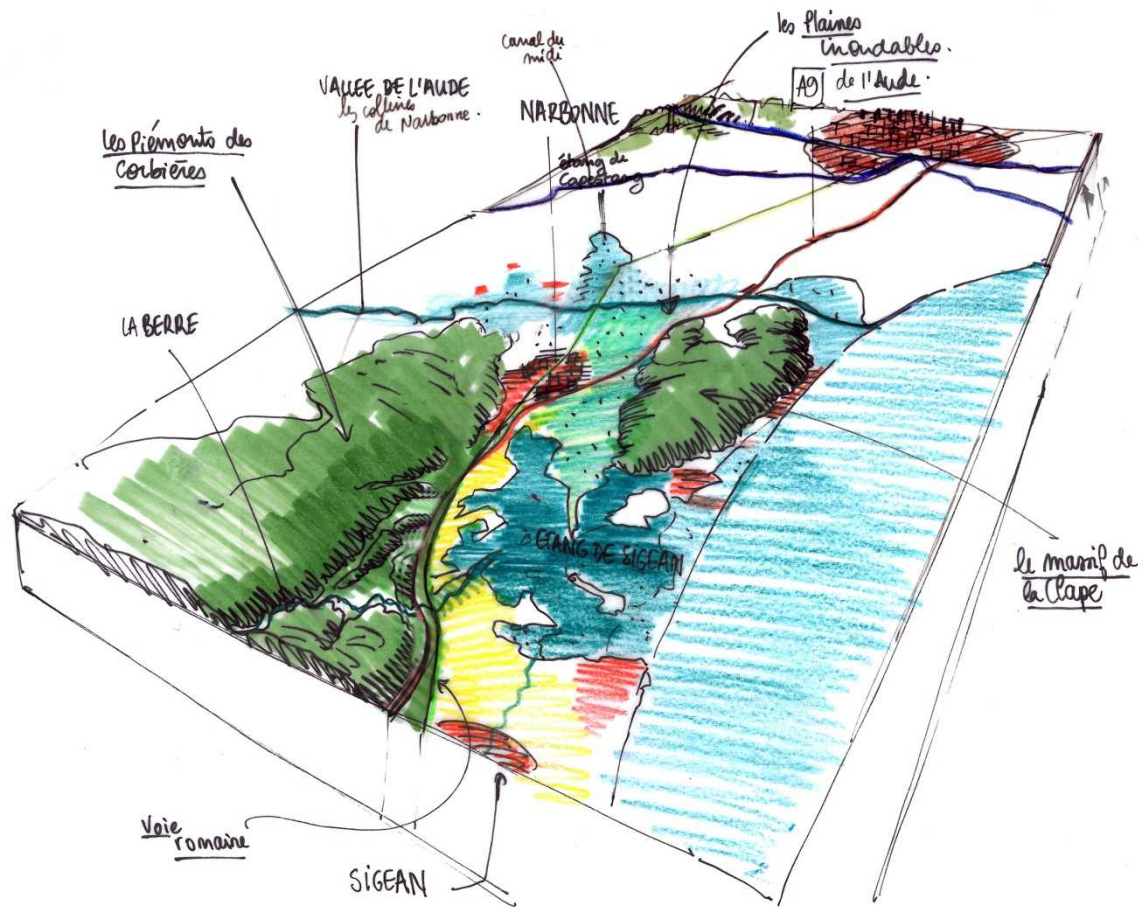 les Plaines
inondables.
de l'Aude.
A9
canal du
midi
VALLEE DE L'AUDE
les collines
de Narbonne.
NARBONNE
les Piémonts des
Corbières
étang de
Capestang
LA BERRE
ETANG DE SIGEAN
le massif de
la Clape
Voie
romaine
SIGEAN